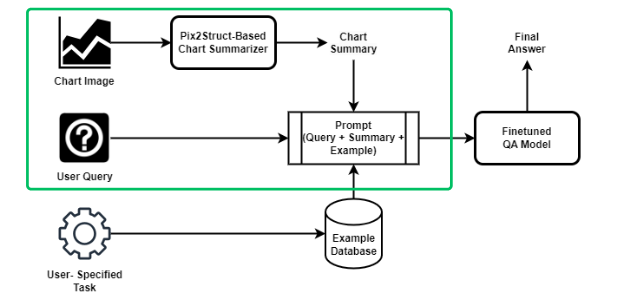 Pix2Struct-Based
Chart Summarizer
Chart
Summary
Final
Answer
Chart Image
Prompt
(Query + Summary +
Example)
Finetuned
QA Model
?
User Query
Example
Database
User- Specified
Task